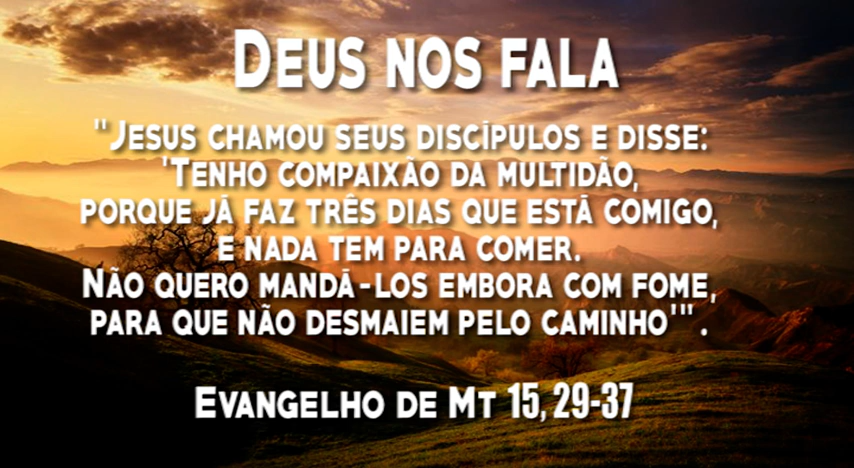 DEUS NOS FALA
"JESUS CHAMOU SEUS DISCÍPULOS E DISSE:
'TENHO COMPAIXÃO DA MULTIDÃO,
PORQUE JÁ FAZ TRÊS DIAS QUE ESTÁ COMIGO,
E NADA TEM PARA COMER.
NÃO QUERO MANDÁ-LOS EMBORA COM FOME,
PARA QUE NÃO DESMAIEM PELO CAMINHO'".
EVANGELHO DE MT 15, 29-37